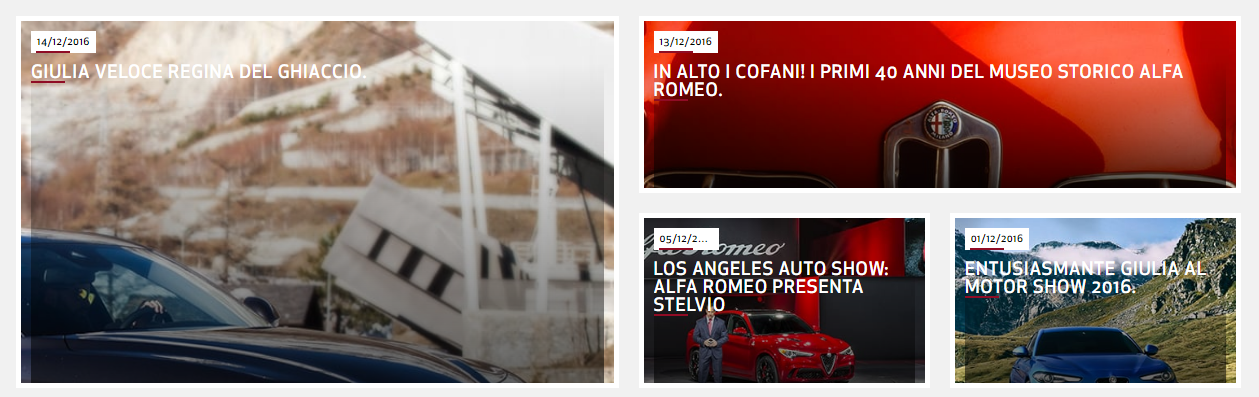 14/12/2016
GIULIA VELOCE REGINA DEL GHIACCIO.
13/12/2016
IN ALTO I COFANI! I PRIMI 40 ANNI DEL MUSEO STORICO ALFA
ROMEO.
05/12/2...
LOS ANGELES AUTO SHOW:
ALFA ROMEO PRESENTA
STELVIO
01/12/2016
ENTUSIASMANTE GIULIA AL
MOTOR SHOW 2016.